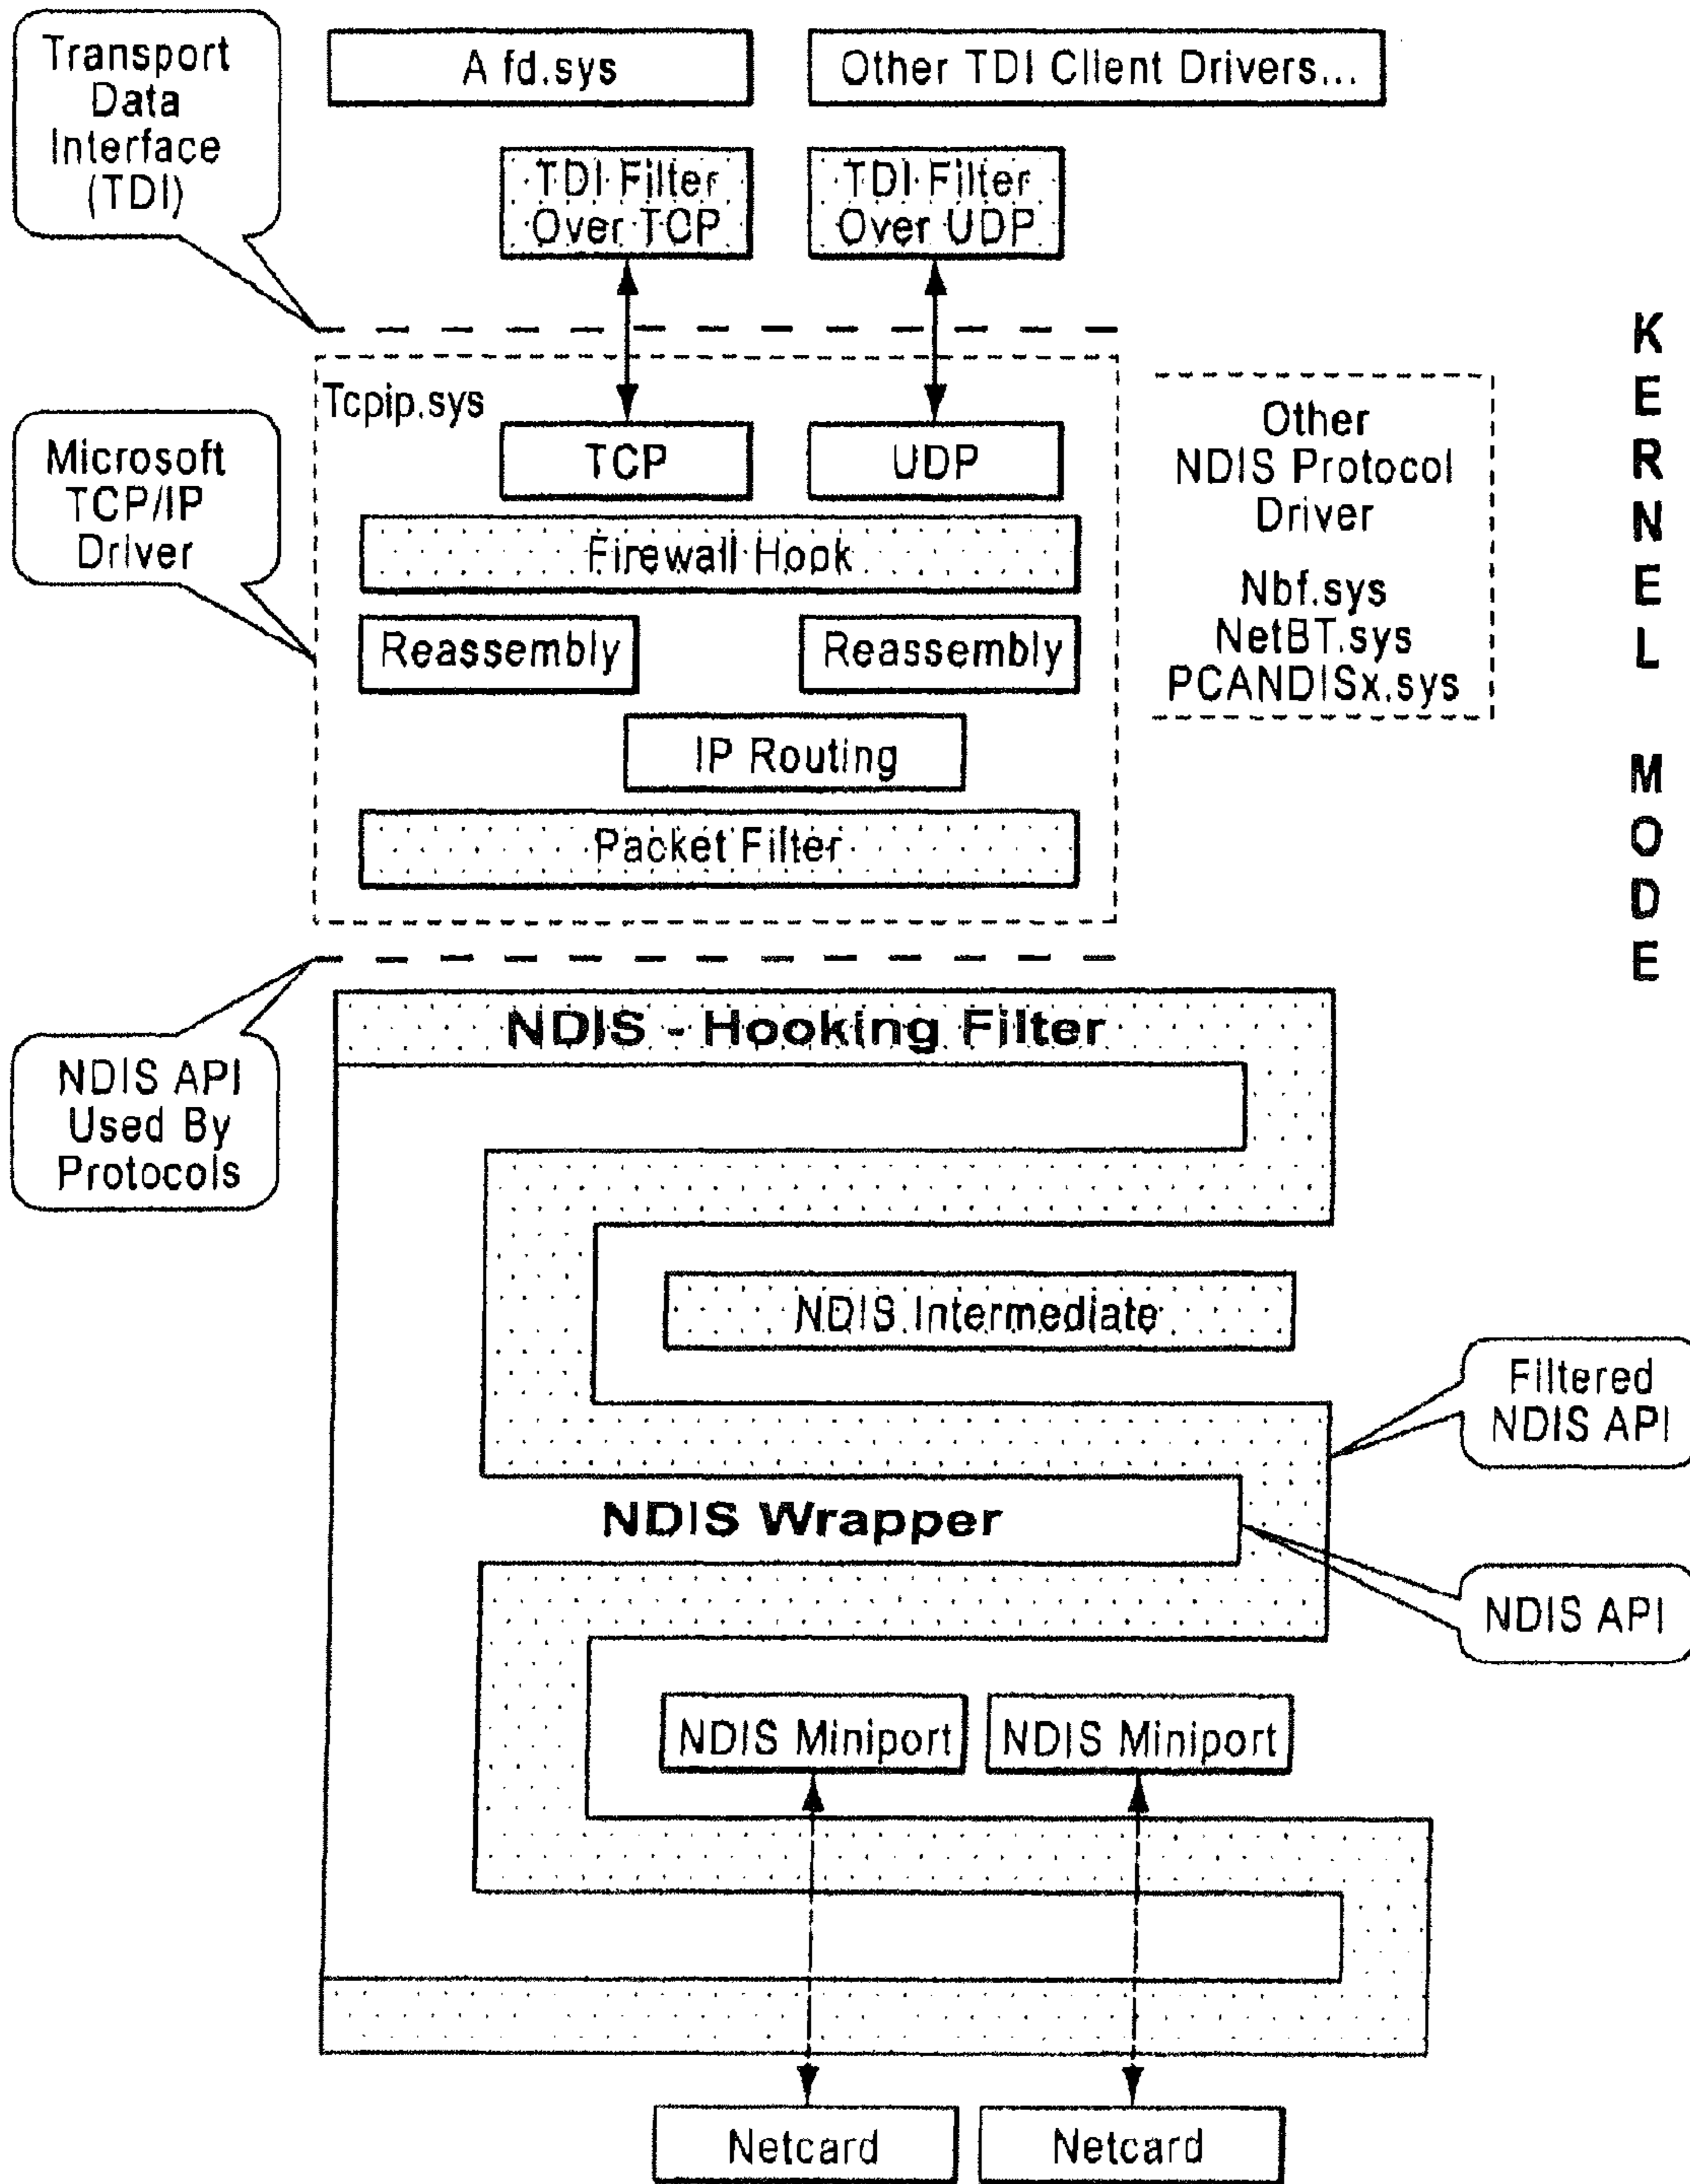 Transport
Data
Interface
(TDI)
A fd.sys
Other TDI Client Drivers...
TDI Filter
Over TCP
TDI Filter
Over UDP
Tcpip.sys
TCP
UDP
Microsoft
TCP/IP
Driver
Firewall Hook
Reassembly
Reassembly
IP Routing
Packet Filter
Other
NDIS Protocol
Driver
Nbf.sys
NetBT.sys
PCANDISx.sys
KERNEL MODE
NDIS - Hooking Filter
NDIS API
Used By
Protocols
NDIS Intermediate
Filtered
NDIS API
NDIS Wrapper
NDIS API
NDIS Miniport
NDIS Miniport
Netcard
Netcard